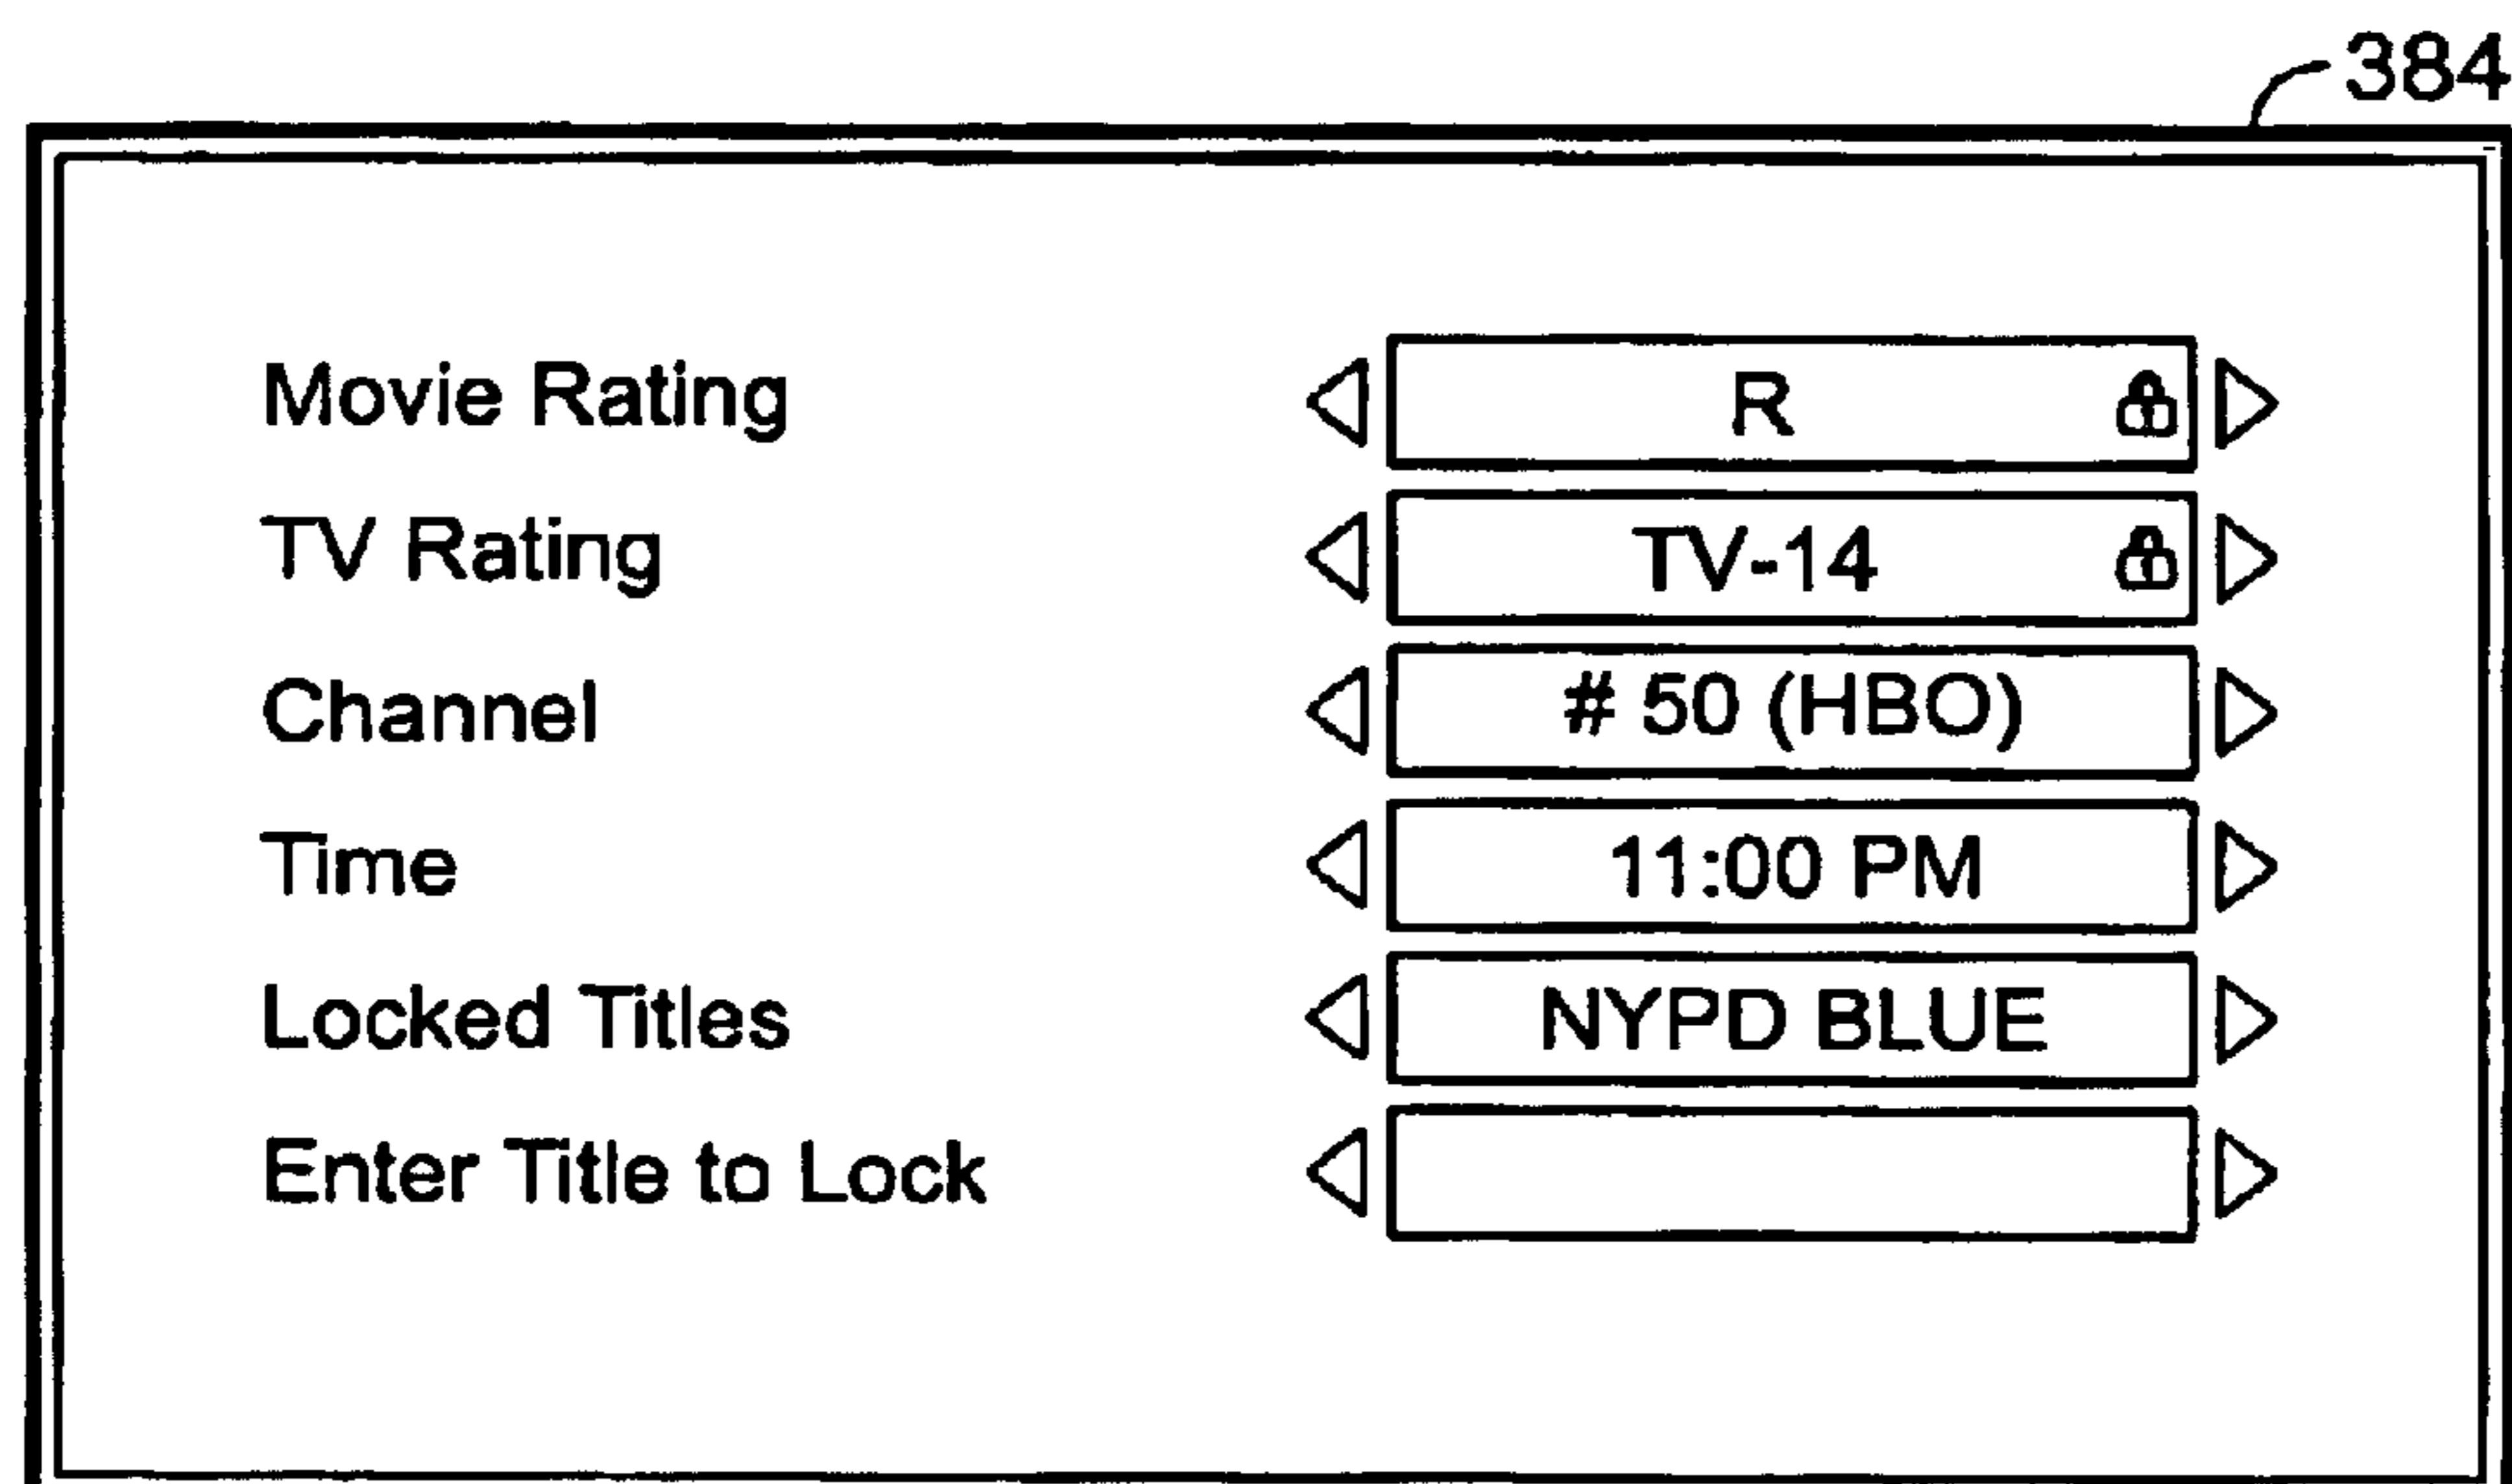 384
Movie Rating R
TV Rating TV-14
Channel # 50 (HBO)
Time 11:00 PM
Locked Titles NYPD BLUE
Enter Title to Lock